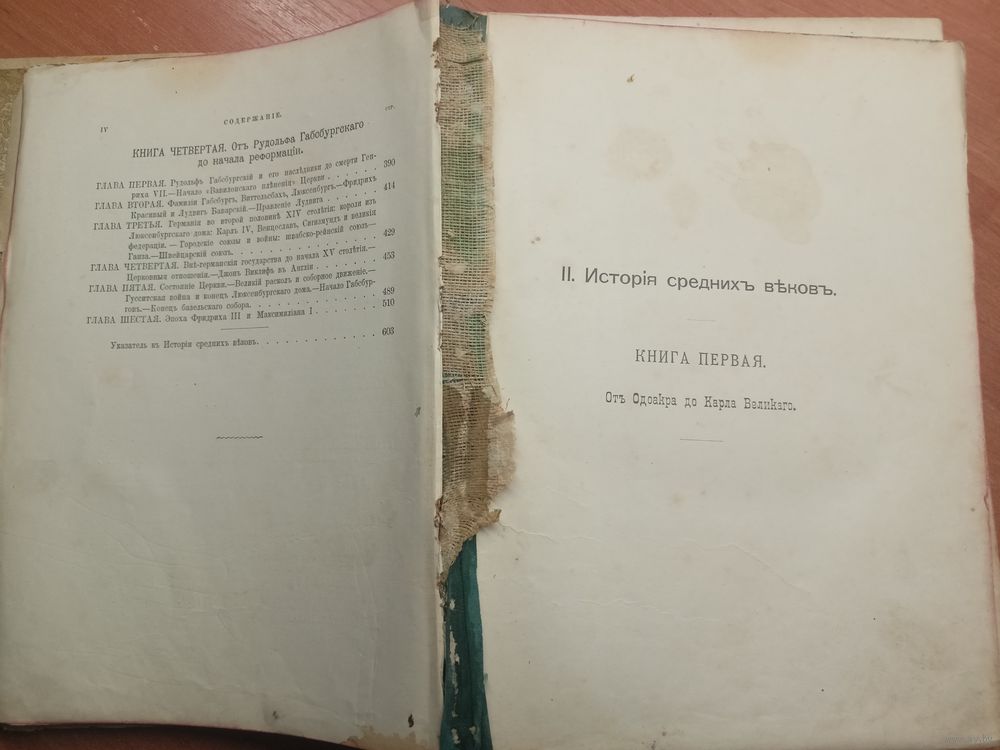 IV
СОДЕРЖАНІЕ.
СТР.
КНИГА ЧЕТВЕРТАЯ. Отъ Рудольфа Габсбургскаго
до начала реформаціи.
ГЛАВА ПЕРВАЯ. Рудольфъ Габсбургскій и его наслѣдники до смерти Ген-
риха VII.—Начало «Вавилонскаго плѣненія» Церкви . . . . . . 390
ГЛАВА ВТОРАЯ. Фамиліи Габсбургъ, Виттельсбахъ, Люксенбургъ.—Фридрихъ
Красивый и Лудвигъ Баварскій.—Правленіе Лудвига . . . . . . 414
ГЛАВА ТРЕТЬЯ. Германія во второй половинѣ XIV столѣтія: короли изъ
Люксенбургскаго дома: Карлъ IV, Венцеславъ, Сигизмундъ и великія
федераціи. — Городскіе союзы и войны: швабско-рейнскій союзъ—
Ганза.—Швейцарскій союзъ. . . . . . . . . . . . . . 429
ГЛАВА ЧЕТВЕРТАЯ. Внѣ-германскія государства до начала XV столѣтія.—
Церковныя отношенія.—Джонъ Виклифъ въ Англіи . . . . . . . 453
ГЛАВА ПЯТАЯ. Состояніе Церкви.—Великій расколъ и соборное движеніе.—
Гусситская война и конецъ Люксенбургскаго дома.—Начало Габсбур-
говъ.—Конецъ базельскаго собора. . . . . . . . . . . . 489
ГЛАВА ШЕСТАЯ. Эпоха Фридриха III и Максимиліана I . . . . . . . 510
Указатель къ Исторіи среднихъ вѣковъ. . . . . . . . . . . . . 603
II. Исторія среднихъ вѣковъ.
КНИГА ПЕРВАЯ.
Отъ Одоакра до Карла Великаго.